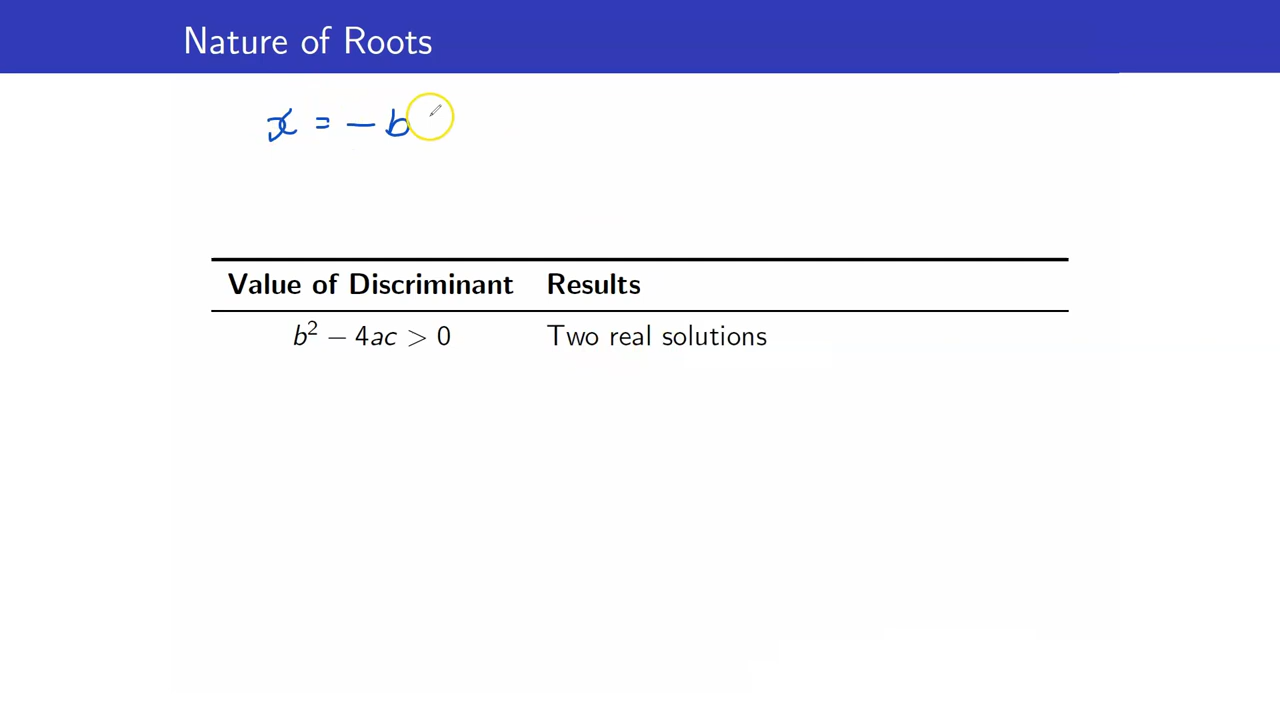 Nature of Roots
x = − b
Value of Discriminant Results
b² − 4ac > 0 Two real solutions